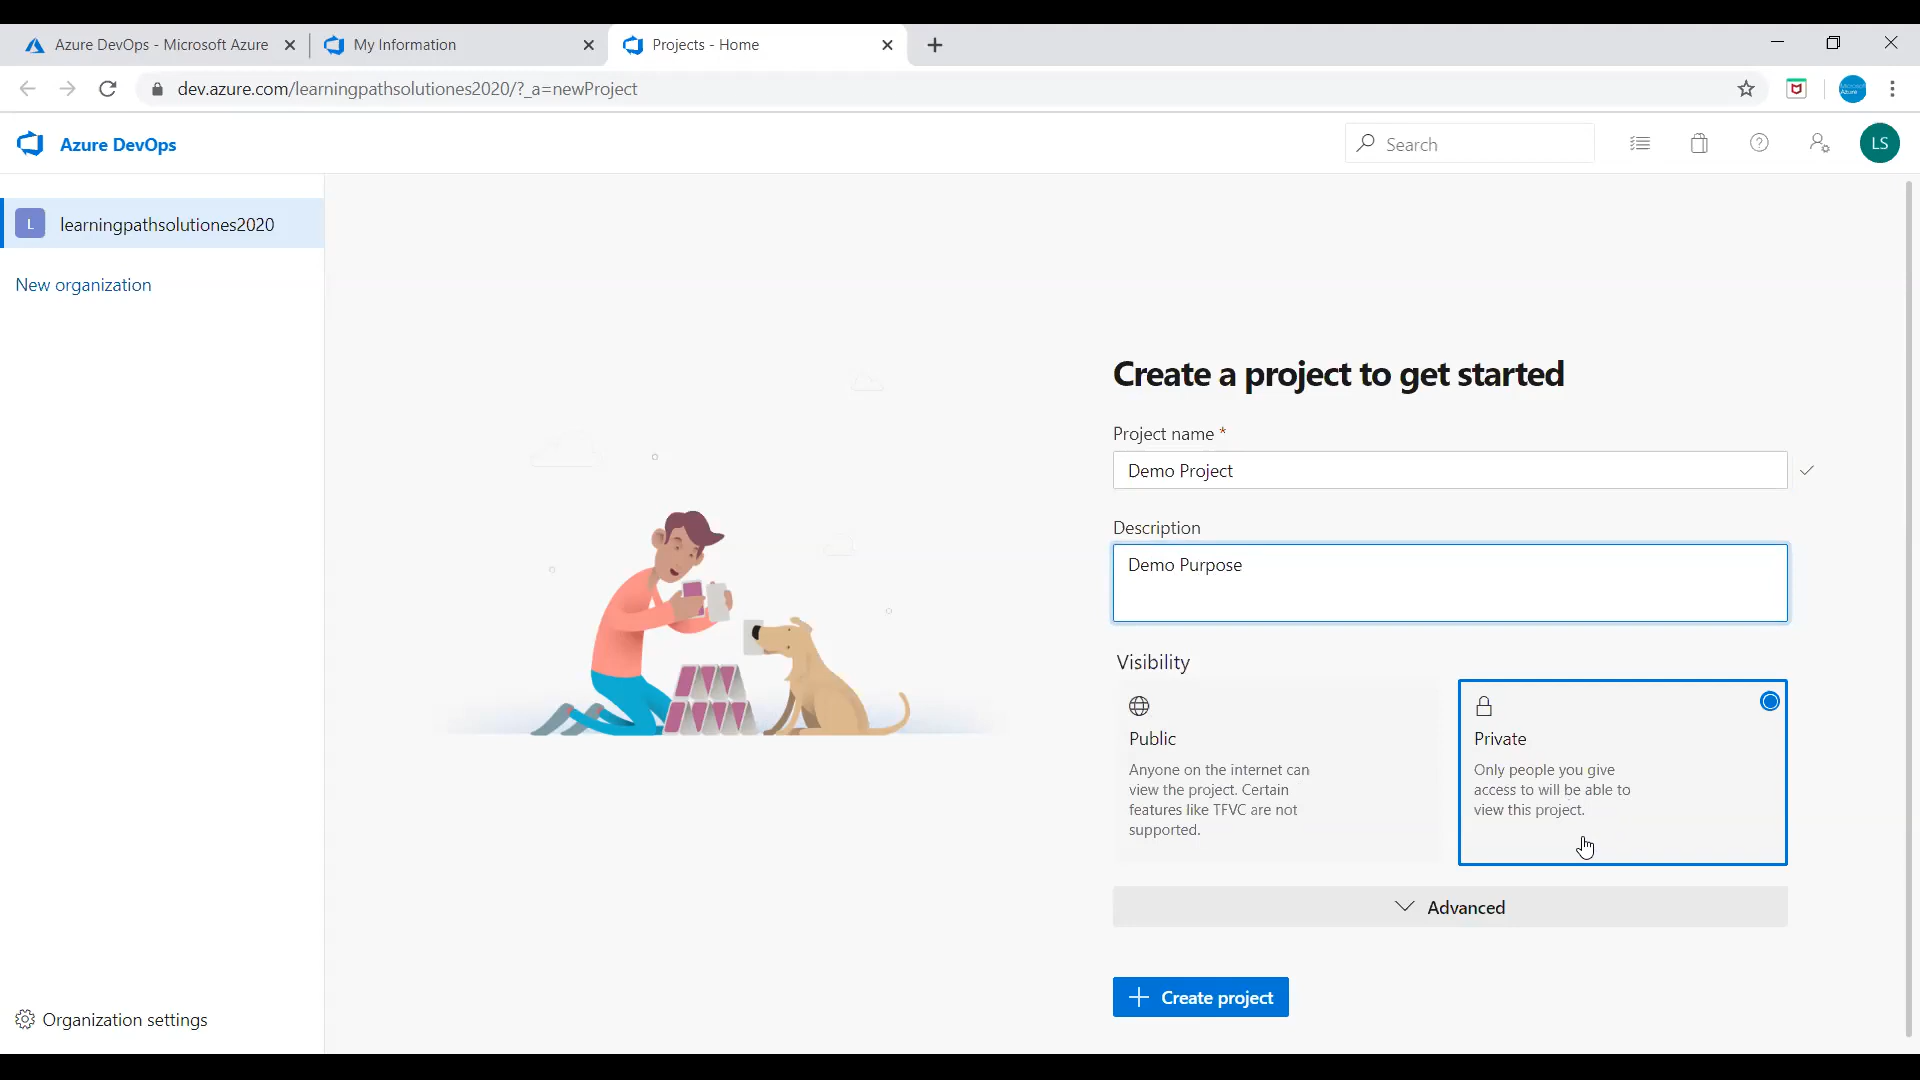 Azure DevOps - Microsoft Azure
My Information
Projects - Home
dev.azure.com/learningpathsolutiones2020/?_a=newProject
Azure DevOps
Search
LS
L
learningpathsolutiones2020
New organization
Create a project to get started
Project name *
Demo Project
Description
Demo Purpose
Visibility
Public
Anyone on the internet can
view the project. Certain
features like TFVC are not
supported.
Private
Only people you give
access to will be able to
view this project.
Advanced
Create project
Organization settings